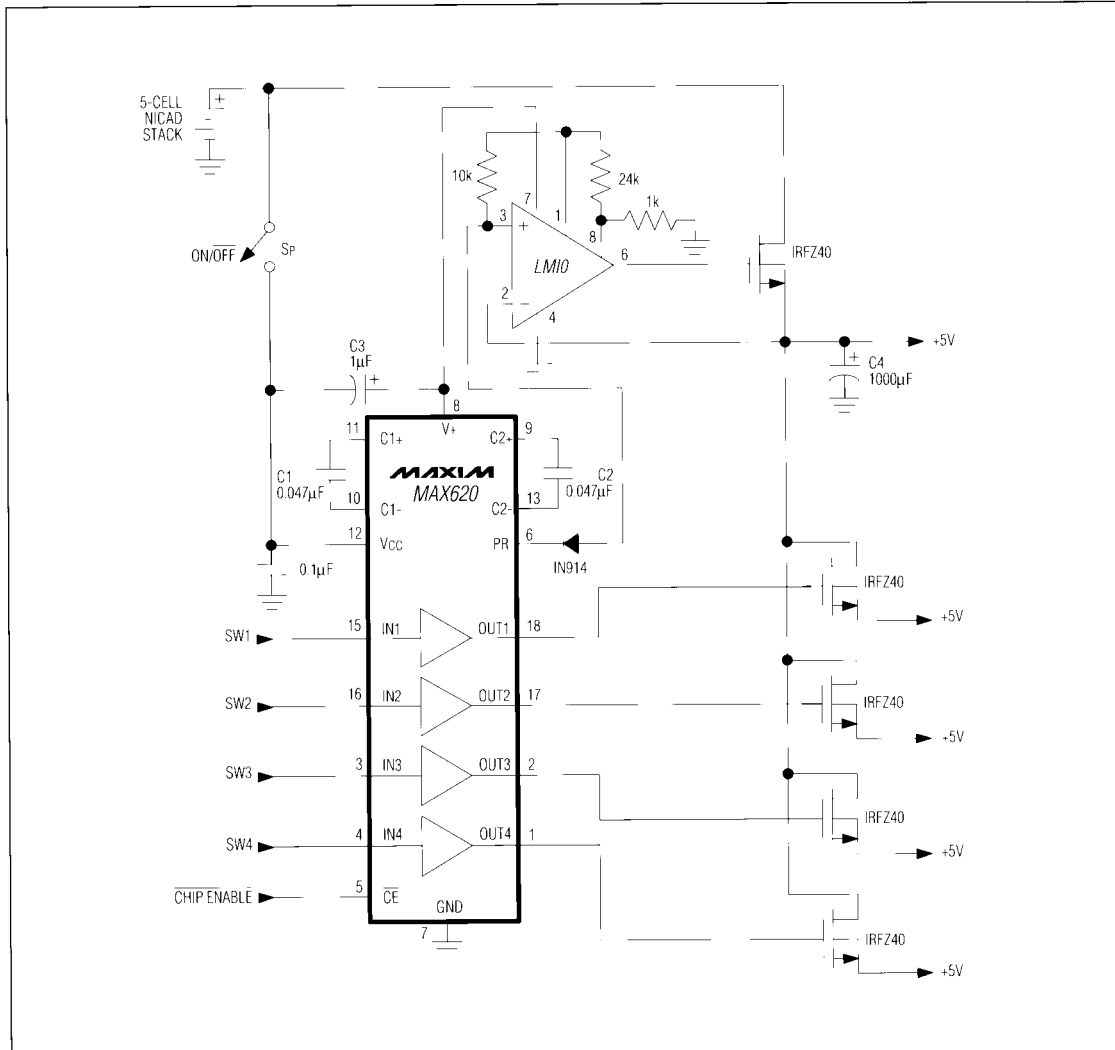 5-CELL
NICAD
STACK
+
10k
7
1
24k
1k
3
+
8
LM10
6
IRFZ40
ON/OFF
SP
2
−
4
+5V
C3
1µF
+
+
C4
1000µF
8
V+
11
C1+
C2+
9
MAXIM
MAX620
C1
0.047µF
C2
0.047µF
10
C1-
C2-
13
12
VCC
PR
6
IN914
0.1µF
IRFZ40
+5V
SW1
15
IN1
OUT1
18
SW2
16
IN2
OUT2
17
IRFZ40
+5V
SW3
3
IN3
OUT3
2
IRFZ40
+5V
SW4
4
IN4
OUT4
1
CHIP ENABLE
5
CE
GND
7
IRFZ40
+5V